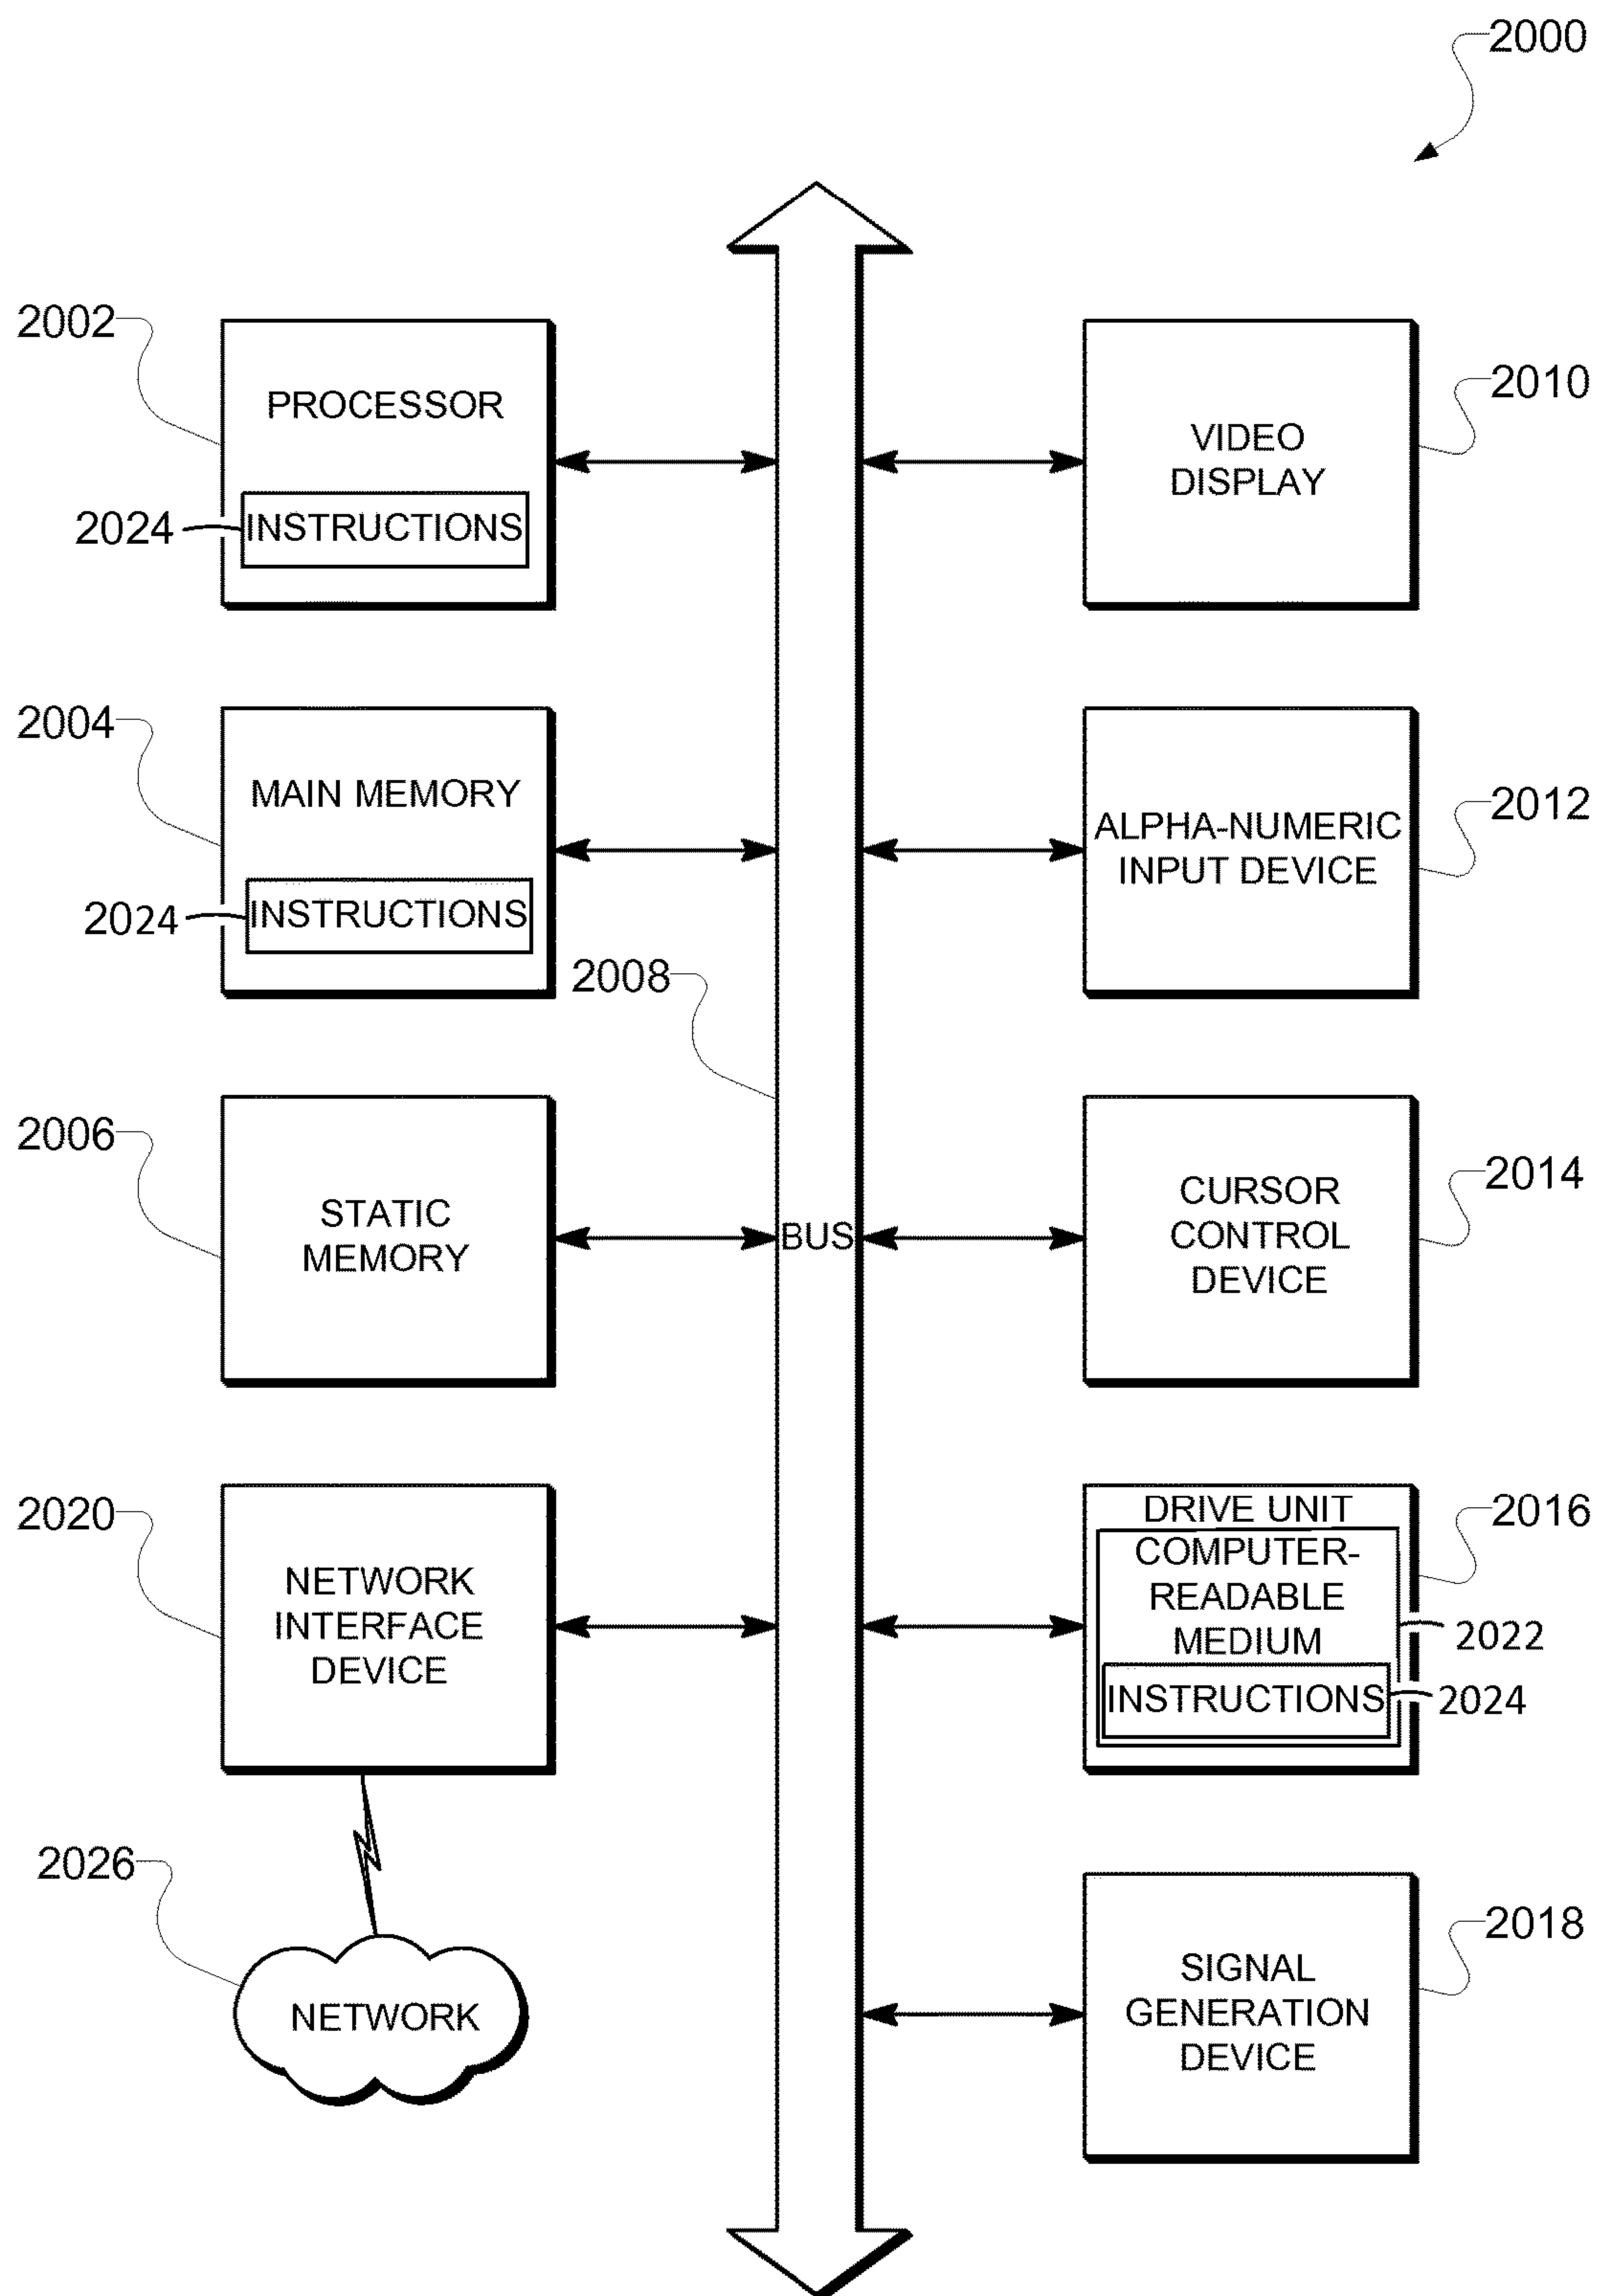 2000
2002
PROCESSOR
2024
INSTRUCTIONS
2010
VIDEO
DISPLAY
2004
MAIN MEMORY
2024
INSTRUCTIONS
2012
ALPHA-NUMERIC
INPUT DEVICE
2008
2006
STATIC
MEMORY
BUS
2014
CURSOR
CONTROL
DEVICE
2020
NETWORK
INTERFACE
DEVICE
2016
DRIVE UNIT
COMPUTER-
READABLE
MEDIUM
2022
INSTRUCTIONS
2024
2026
NETWORK
2018
SIGNAL
GENERATION
DEVICE